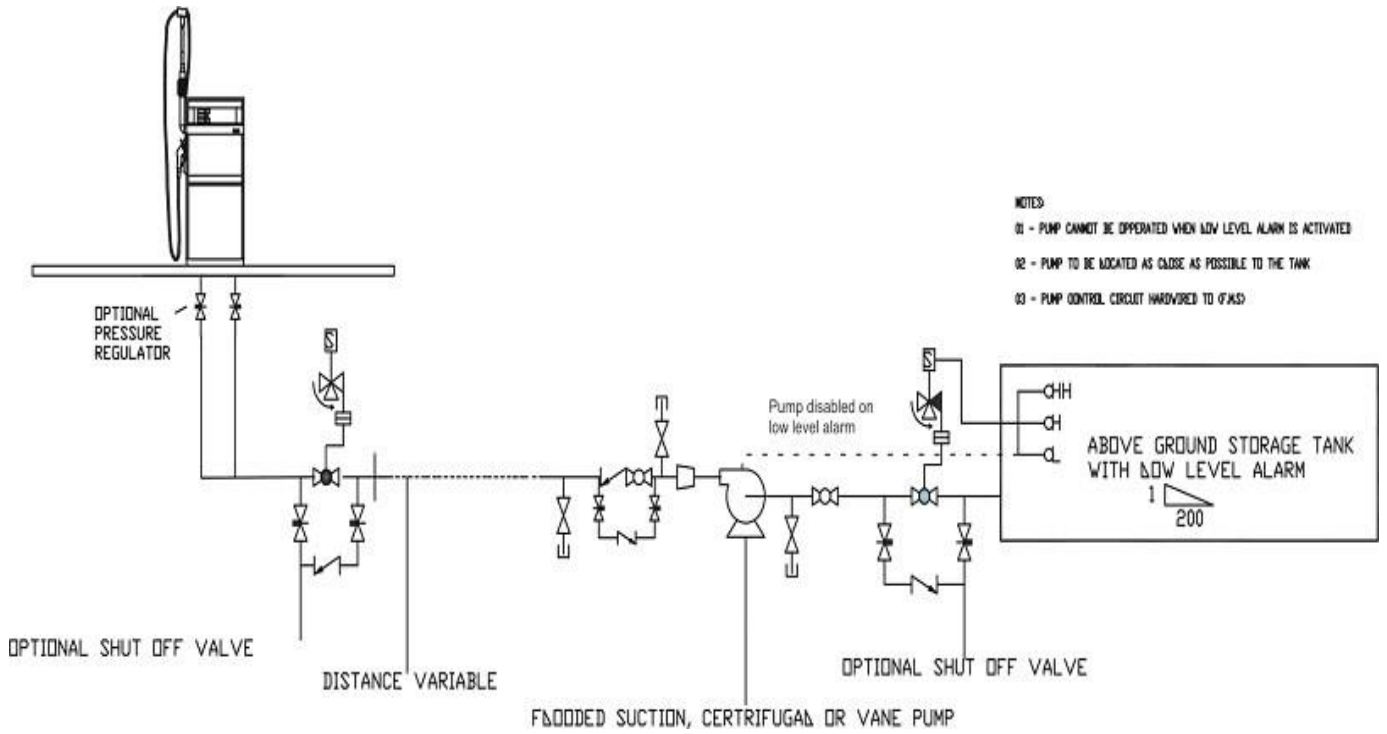 NOTES
01 - PUMP CANNOT BE OPPERATED WHEN LOW LEVEL ALARM IS ACTIVATED
02 - PUMP TO BE LOCATED AS CLOSE AS POSSIBLE TO THE TANK
03 - PUMP CONTROL CIRCUIT HARDWIRED TO (FMS)
OPTIONAL
PRESSURE
REGULATOR
S
S
Pump disabled on
low level alarm
HH
H
L
ABOVE GROUND STORAGE TANK
WITH LOW LEVEL ALARM
1
200
OPTIONAL SHUT OFF VALVE
DISTANCE VARIABLE
OPTIONAL SHUT OFF VALVE
FLOODED SUCTION, CERTRIFUGAL OR VANE PUMP